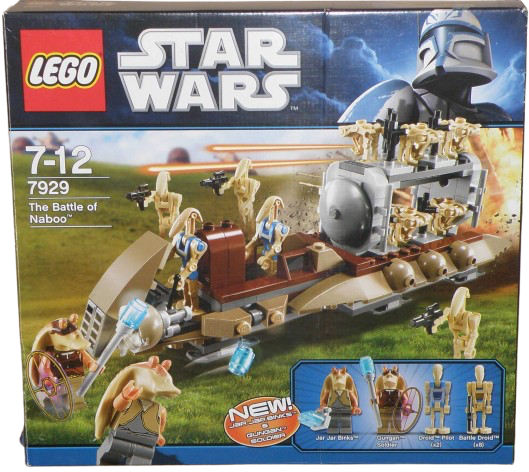 LEGO
STAR
WARS™
7-12
7929
The Battle of
Naboo™
NEW!
JAR JAR BINKS
&
GUNGAN
SOLDIER
Jar Jar Binks™
Gungan™
Soldier
Droid™ Pilot
(x2)
Battle Droid™
(x8)